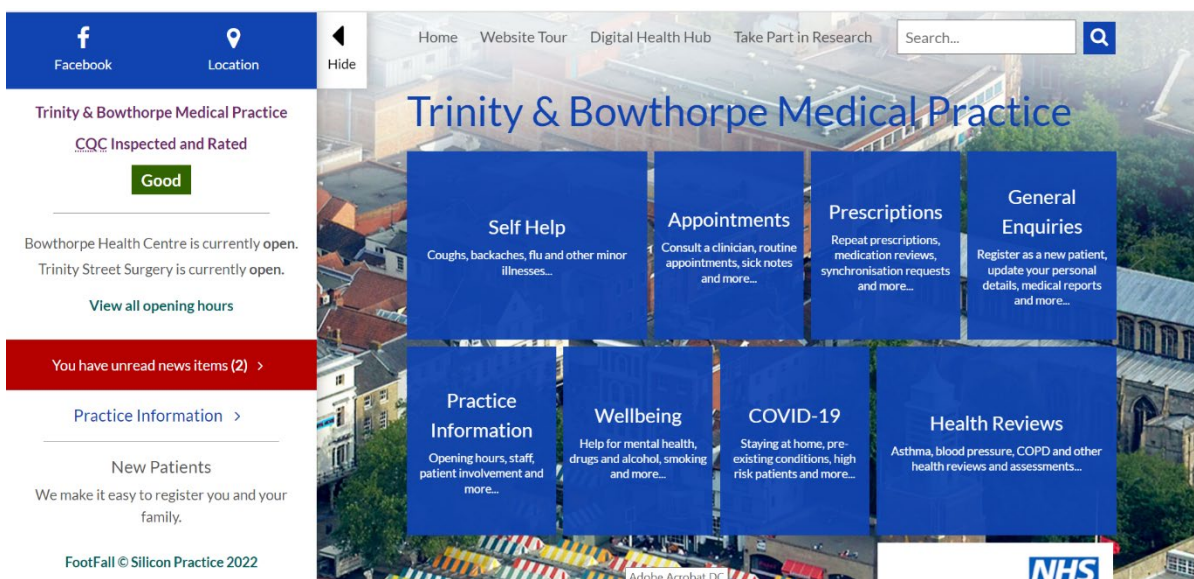 Facebook
Location
Trinity & Bowthorpe Medical Practice
CQC Inspected and Rated
Good
Bowthorpe Health Centre is currently open.
Trinity Street Surgery is currently open.
View all opening hours
You have unread news items (2) >
Practice Information >
New Patients
We make it easy to register you and your
family.
FootFall © Silicon Practice 2022
Hide
Home Website Tour Digital Health Hub Take Part in Research Search...
Trinity & Bowthorpe Medical Practice
Self Help
Coughs, backaches, flu and other minor
illnesses...
Appointments
Consult a clinician, routine
appointments, sick notes
and more...
Prescriptions
Repeat prescriptions,
medication reviews,
synchronisation requests
and more...
General
Enquiries
Register as a new patient,
update your personal
details, medical reports
and more...
Practice
Information
Opening hours, staff,
patient involvement and
more...
Wellbeing
Help for mental health,
drugs and alcohol, smoking
and more...
COVID-19
Staying at home, pre-
existing conditions, high
risk patients and more...
Health Reviews
Asthma, blood pressure, COPD and other
health reviews and assessments...
Adobe Acrobat DC
NHS